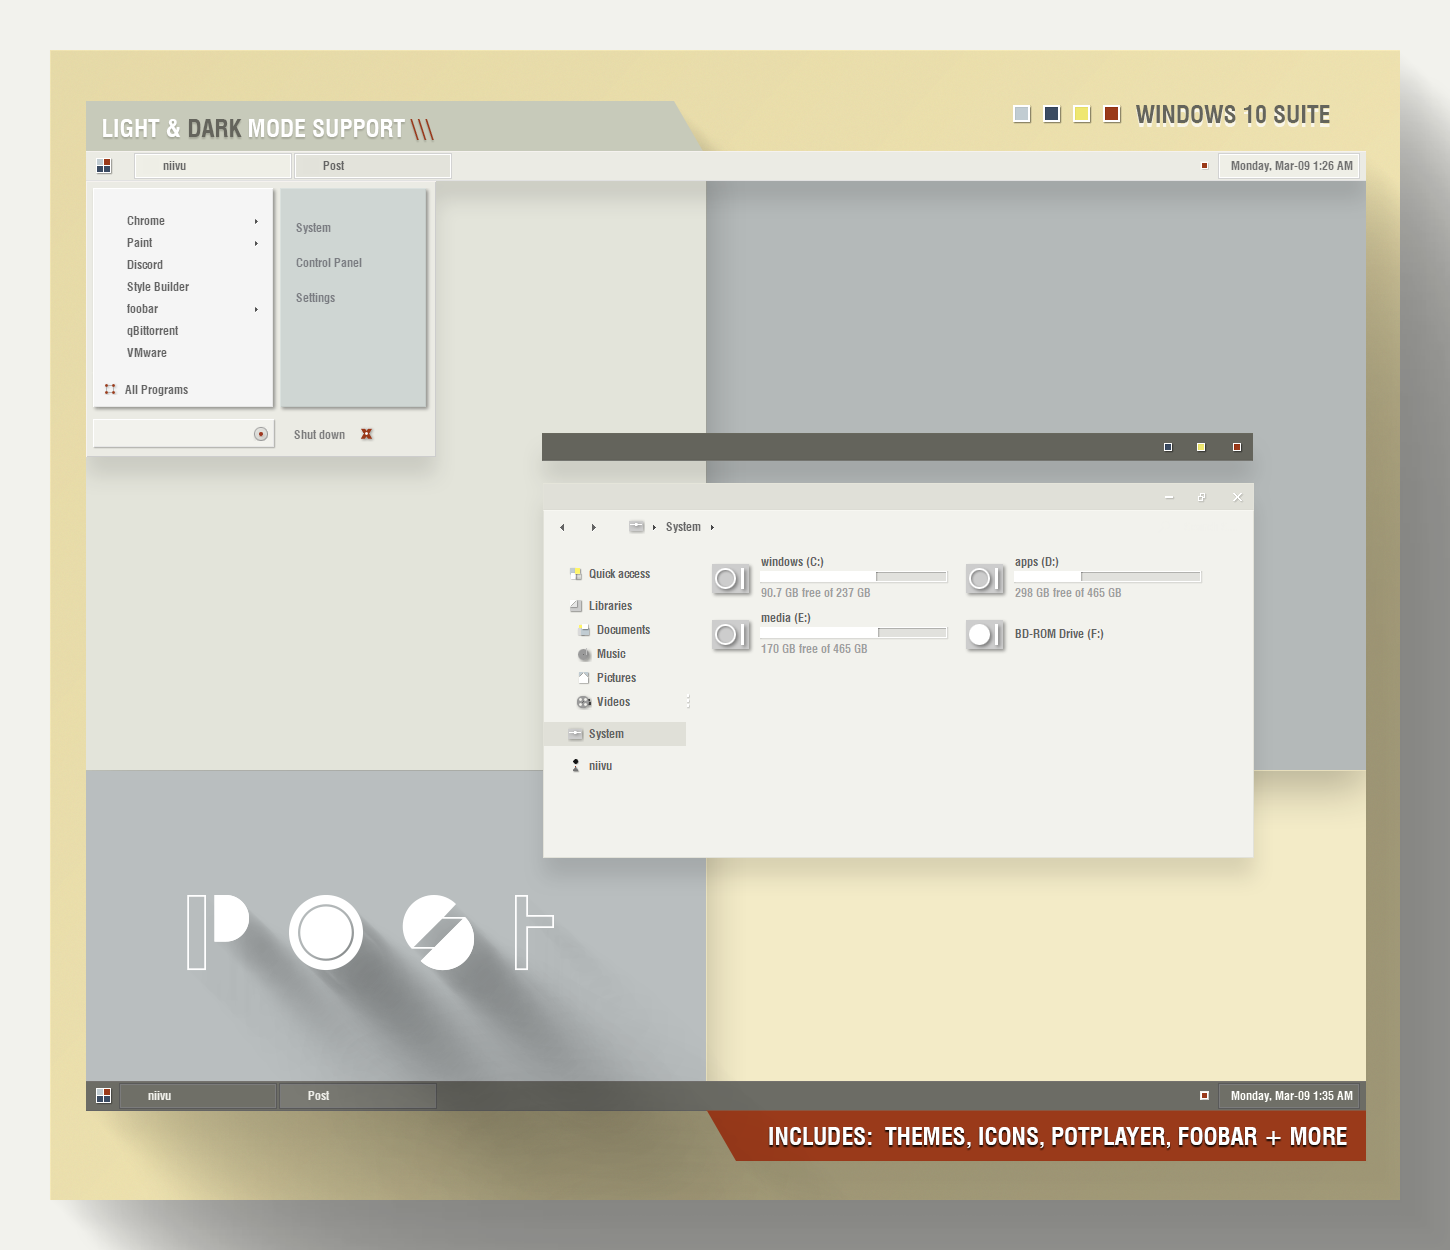 WINDOWS 10 SUITE
LIGHT & DARK MODE SUPPORT \\\
niivu
Post
Monday, Mar-09 1:26 AM
Chrome
Paint
Discord
Style Builder
foobar
qBittorrent
VMware
All Programs
System
Control Panel
Settings
Shut down
System
Quick access
Libraries
Documents
Music
Pictures
Videos
System
niivu
windows (C:)
90.7 GB free of 237 GB
apps (D:)
298 GB free of 465 GB
media (E:)
170 GB free of 465 GB
BD-ROM Drive (F:)
POST
niivu
Post
Monday, Mar-09 1:35 AM
INCLUDES: THEMES, ICONS, POTPLAYER, FOOBAR + MORE